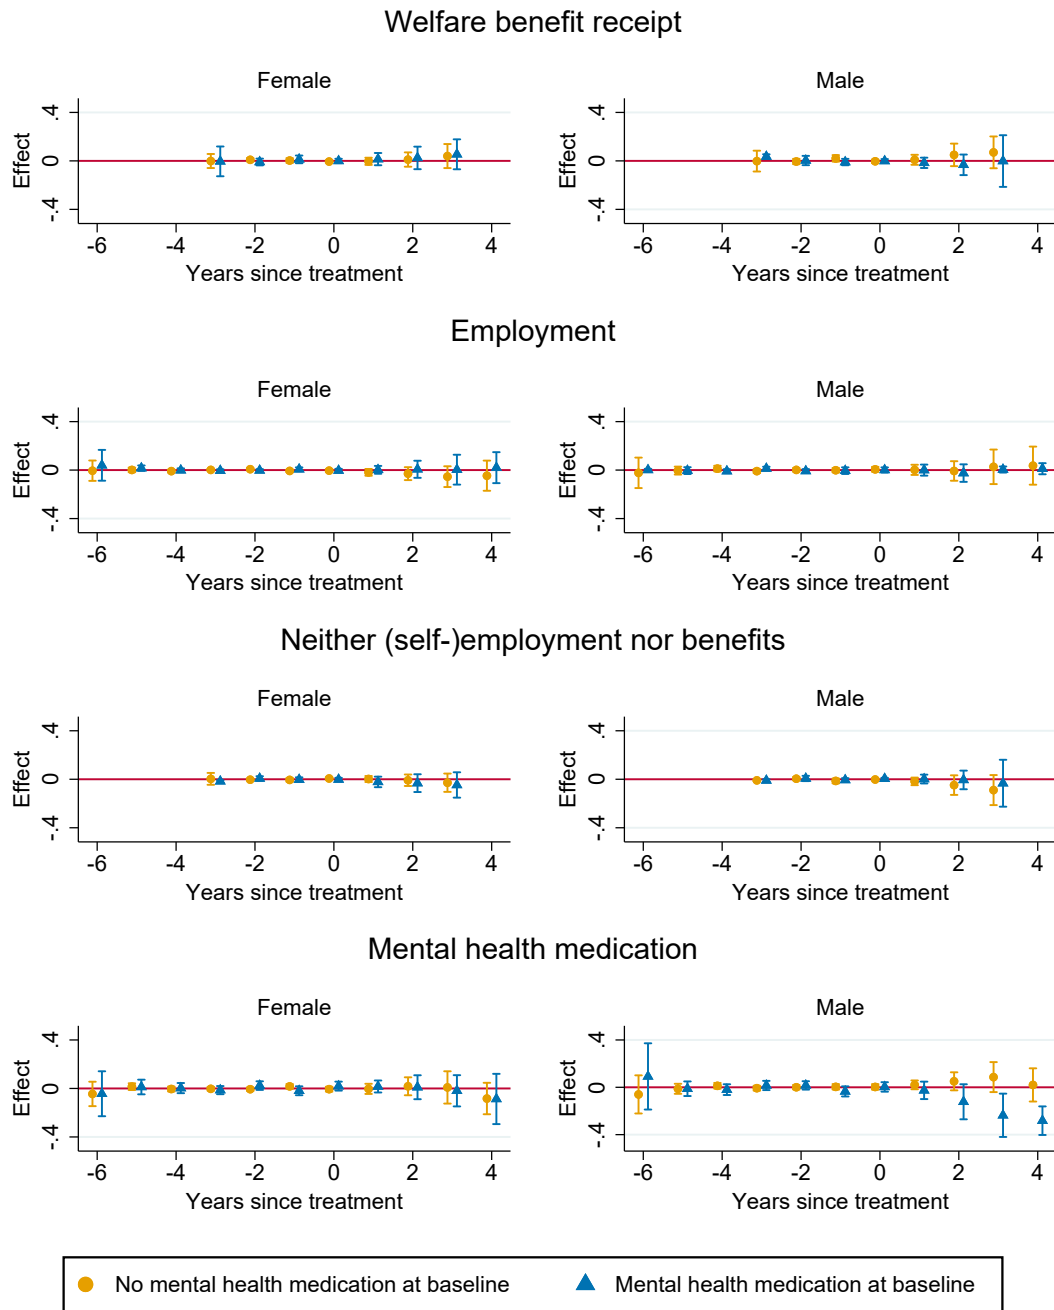 Welfare benefit receipt
Female
Male
Effect
.4
0
-.4
-6 -4 -2 0 2 4
Years since treatment
Effect
.4
0
-.4
-6 -4 -2 0 2 4
Years since treatment
Employment
Female
Male
Effect
.4
0
-.4
-6 -4 -2 0 2 4
Years since treatment
Effect
.4
0
-.4
-6 -4 -2 0 2 4
Years since treatment
Neither (self-)employment nor benefits
Female
Male
Effect
.4
0
-.4
-6 -4 -2 0 2 4
Years since treatment
Effect
.4
0
-.4
-6 -4 -2 0 2 4
Years since treatment
Mental health medication
Female
Male
Effect
.4
0
-.4
-6 -4 -2 0 2 4
Years since treatment
Effect
.4
0
-.4
-6 -4 -2 0 2 4
Years since treatment
No mental health medication at baseline
Mental health medication at baseline